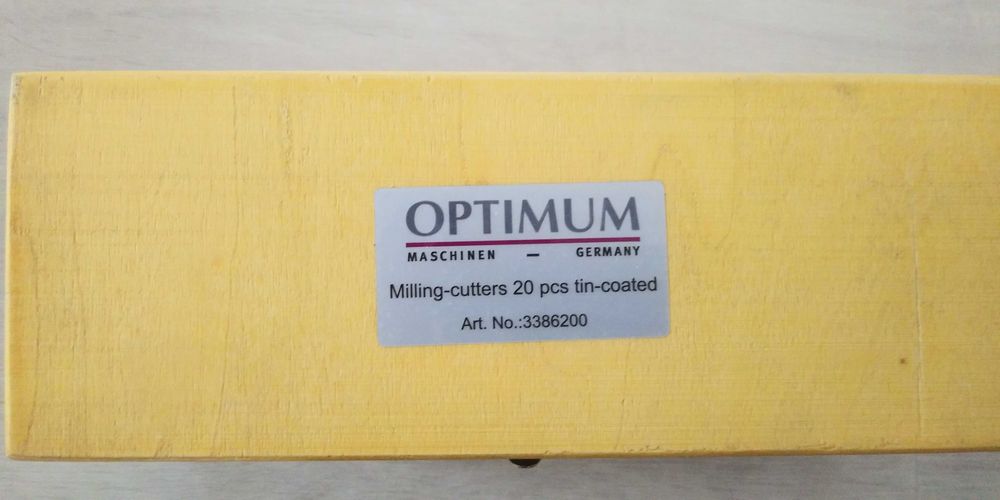 OPTIMUM
MASCHINEN – GERMANY
Milling-cutters 20 pcs tin-coated
Art. No.:3386200